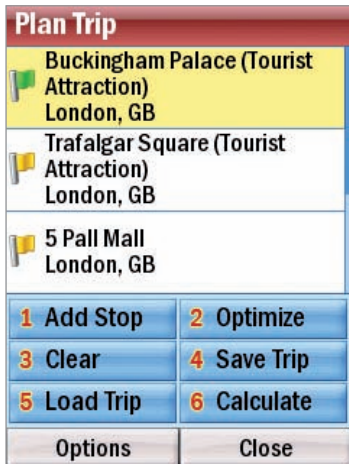 Plan Trip
Buckingham Palace (Tourist
Attraction)
London, GB
Trafalgar Square (Tourist
Attraction)
London, GB
5 Pall Mall
London, GB
1 Add Stop
2 Optimize
3 Clear
4 Save Trip
5 Load Trip
6 Calculate
Options
Close